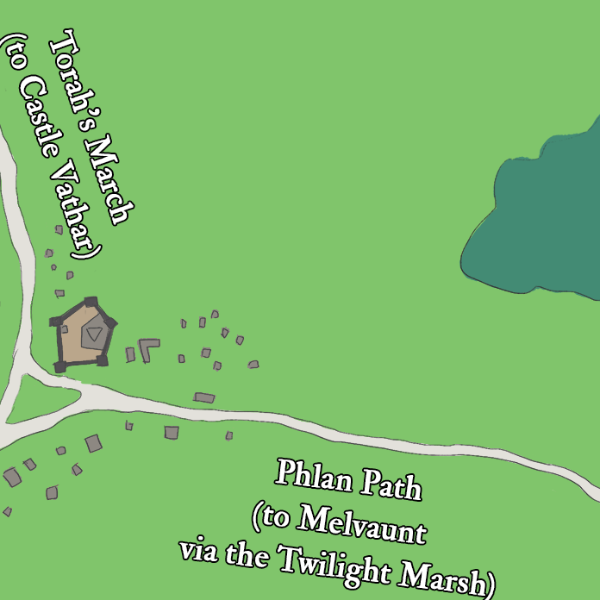 Torah's March
(to Castle Vathar)
Phlan Path
(to Melvaunt
via the Twilight Marsh)